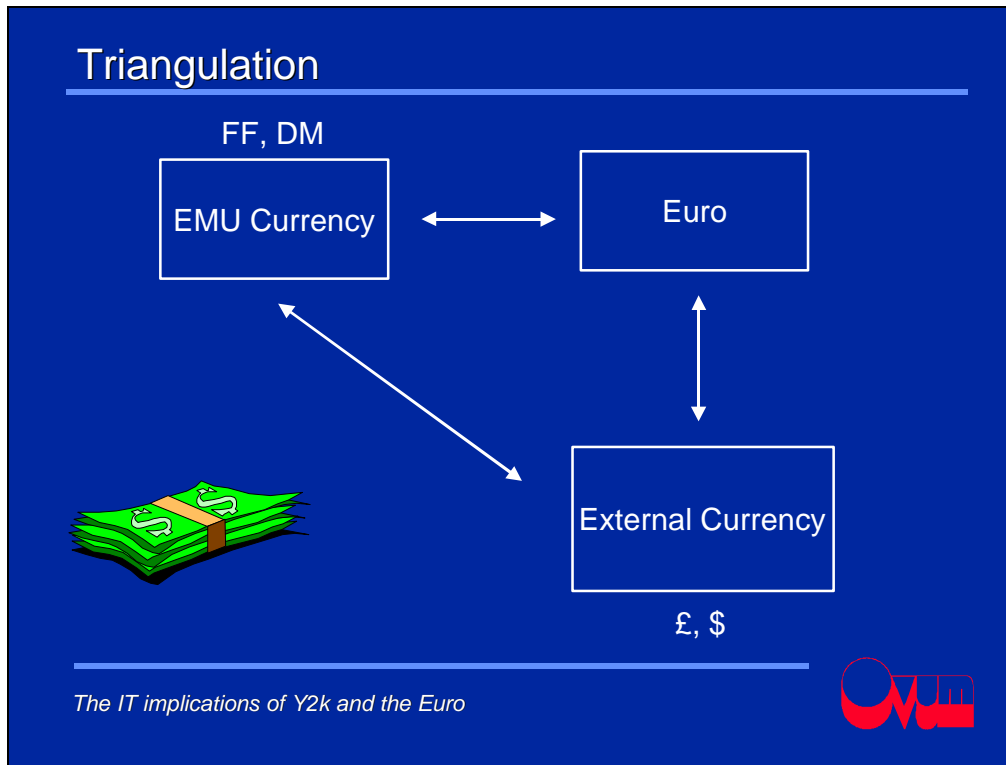 Triangulation
FF, DM
EMU Currency
Euro
External Currency
£, $
$ $
The IT implications of Y2k and the Euro
Ovum